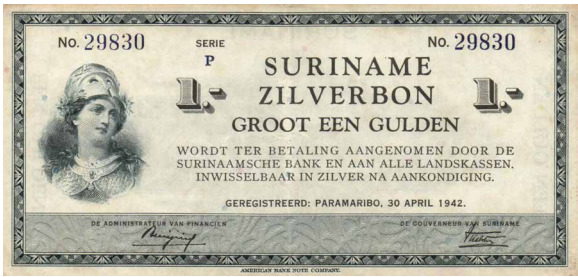 No. 29830
SERIE
P
No. 29830
SURINAME
1.- ZILVERBON 1.-
GROOT EEN GULDEN
WORDT TER BETALING AANGENOMEN DOOR DE
SURINAAMSCHE BANK EN AAN ALLE LANDSKASSEN.
INWISSELBAAR IN ZILVER NA AANKONDIGING.
GEREGISTREERD: PARAMARIBO, 30 APRIL 1942.
DE ADMINISTRATEUR VAN FINANCIËN
DE GOUVERNEUR VAN SURINAME
AMERICAN BANK NOTE COMPANY.